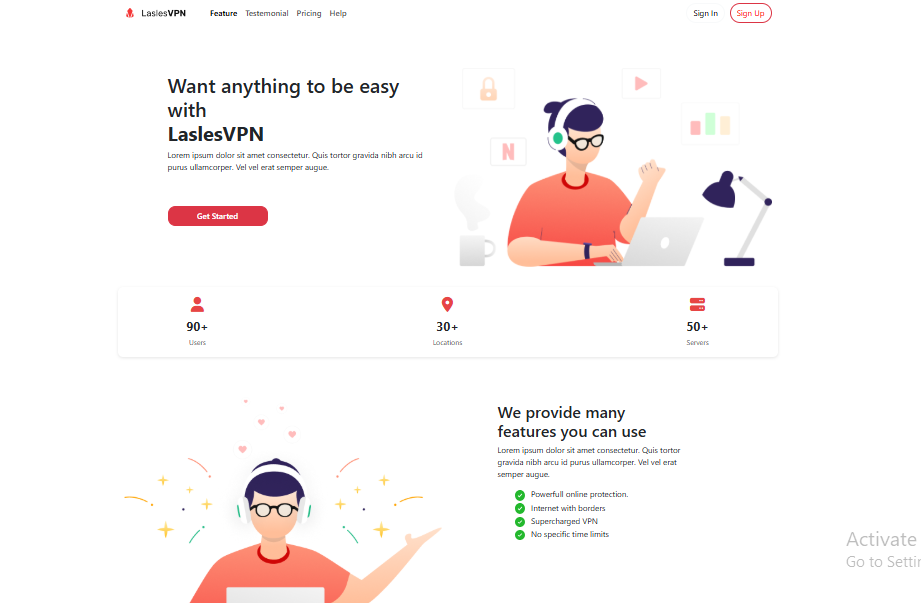 LaslesVPN Feature Testemonial Pricing Help Sign In Sign Up
Want anything to be easy
with
LaslesVPN
Lorem ipsum dolor sit amet consectetur. Quis tortor gravida nibh arcu id
purus ullamcorper. Vel vel erat semper augue.
Get Started
N
90+
Users
30+
Locations
50+
Servers
We provide many
features you can use
Lorem ipsum dolor sit amet consectetur. Quis tortor
gravida nibh arcu id purus ullamcorper. Vel vel erat
semper augue.
Powerfull online protection.
Internet with borders
Supercharged VPN
No specific time limits
Activate
Go to Settin